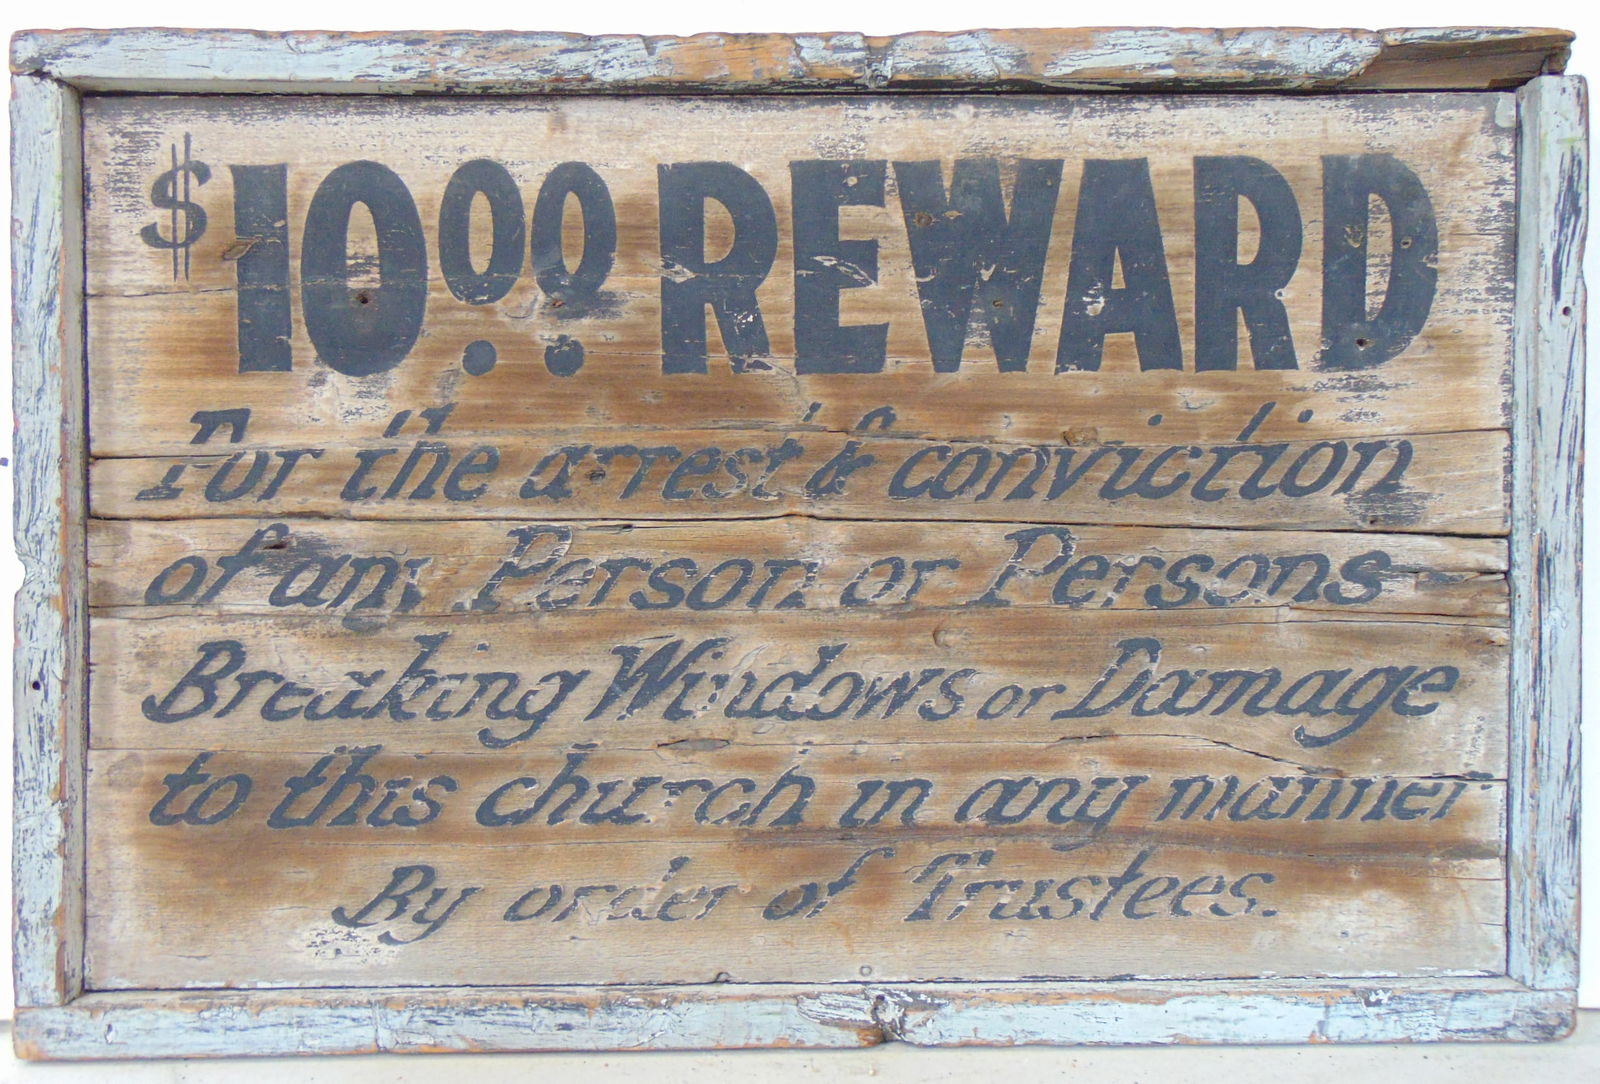 $10.00 REWARD
For the arrest & conviction
of any Person or Persons
Breaking Windows or Damage
to this church in any manner
By order of Trustees.